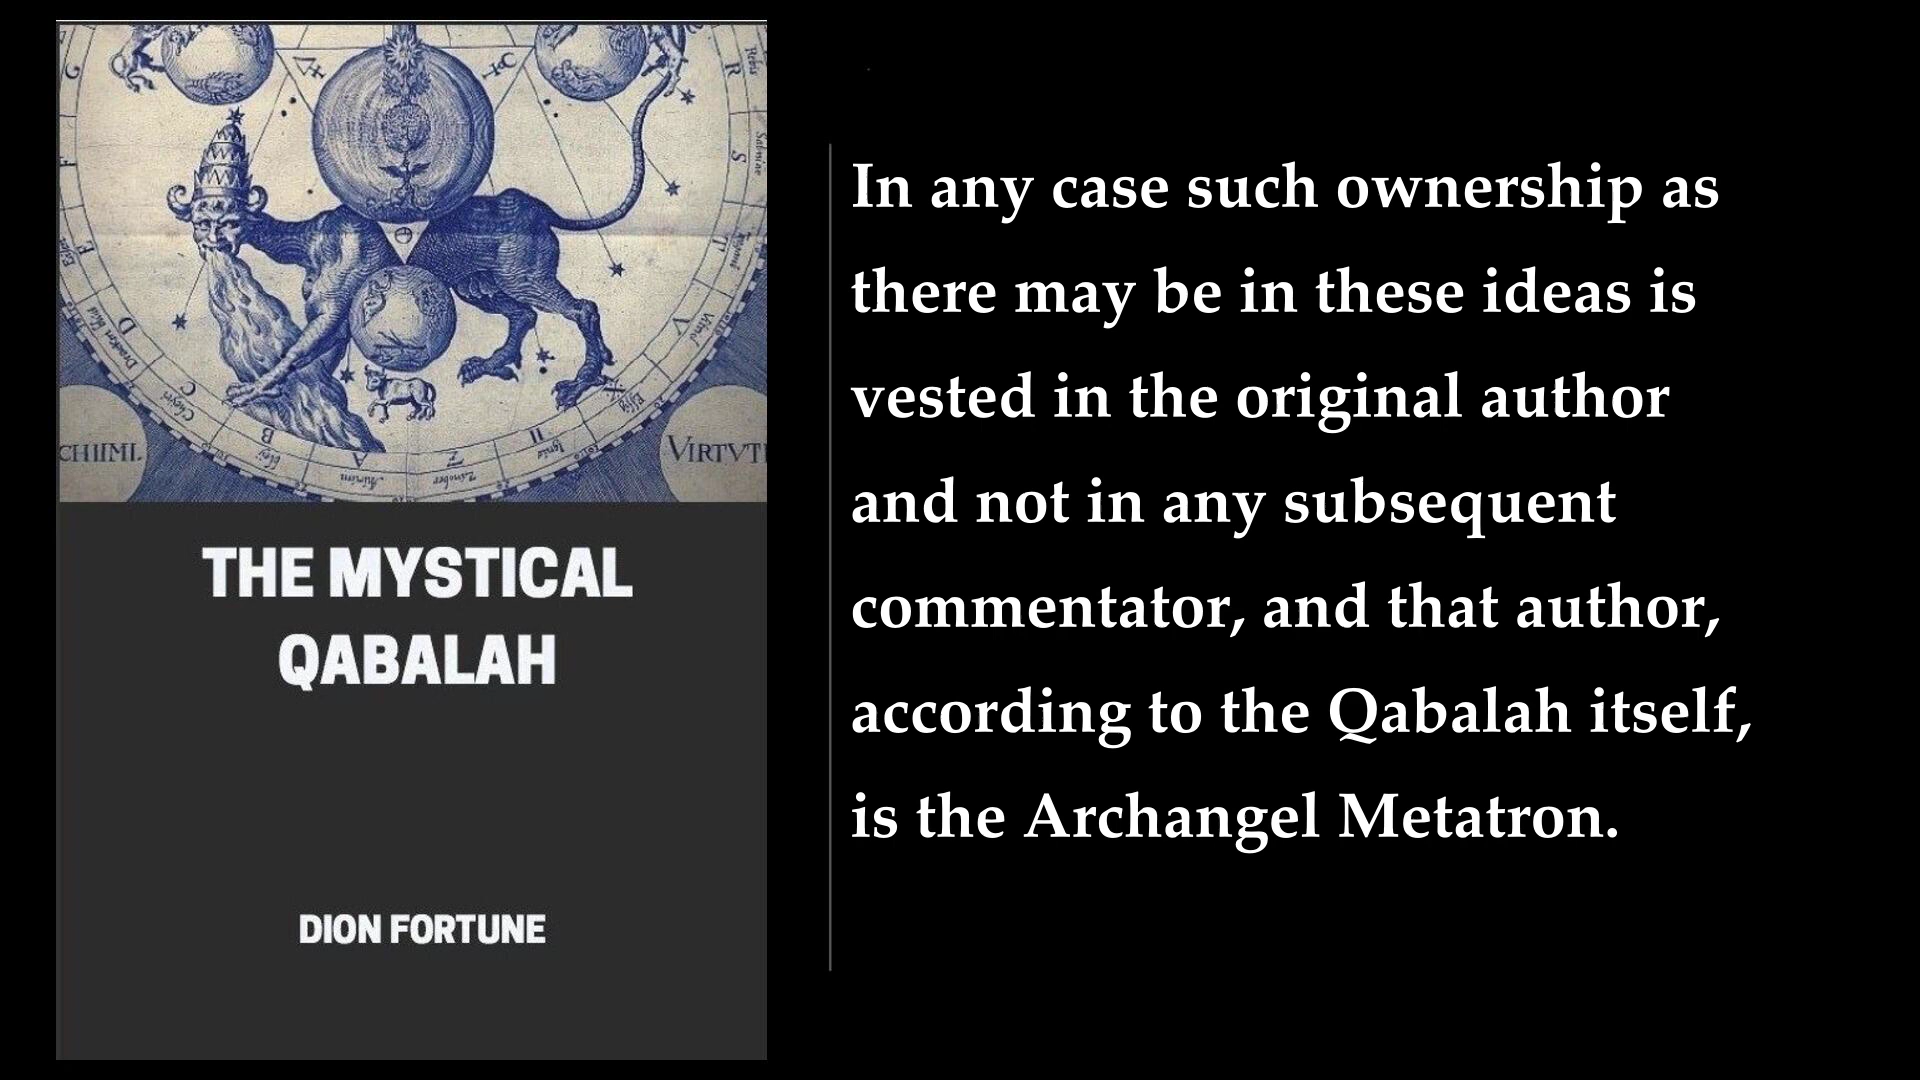 THE MYSTICAL
QABALAH
DION FORTUNE
CHIIMI.
VIRTVTI
In any case such ownership as
there may be in these ideas is
vested in the original author
and not in any subsequent
commentator, and that author,
according to the Qabalah itself,
is the Archangel Metatron.